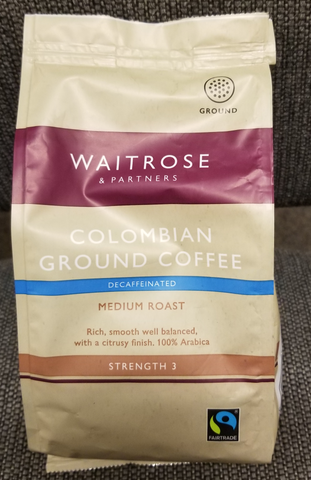 GROUND
WAITROSE
& PARTNERS
COLOMBIAN
GROUND COFFEE
DECAFFEINATED
MEDIUM ROAST
Rich, smooth well balanced,
with a citrusy finish, 100% Arabica
STRENGTH 3
FAIRTRADE